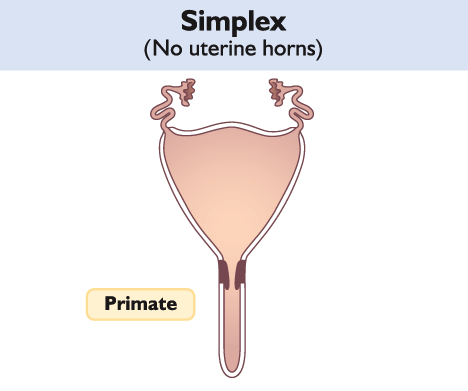 Simplex
(No uterine horns)
Primate